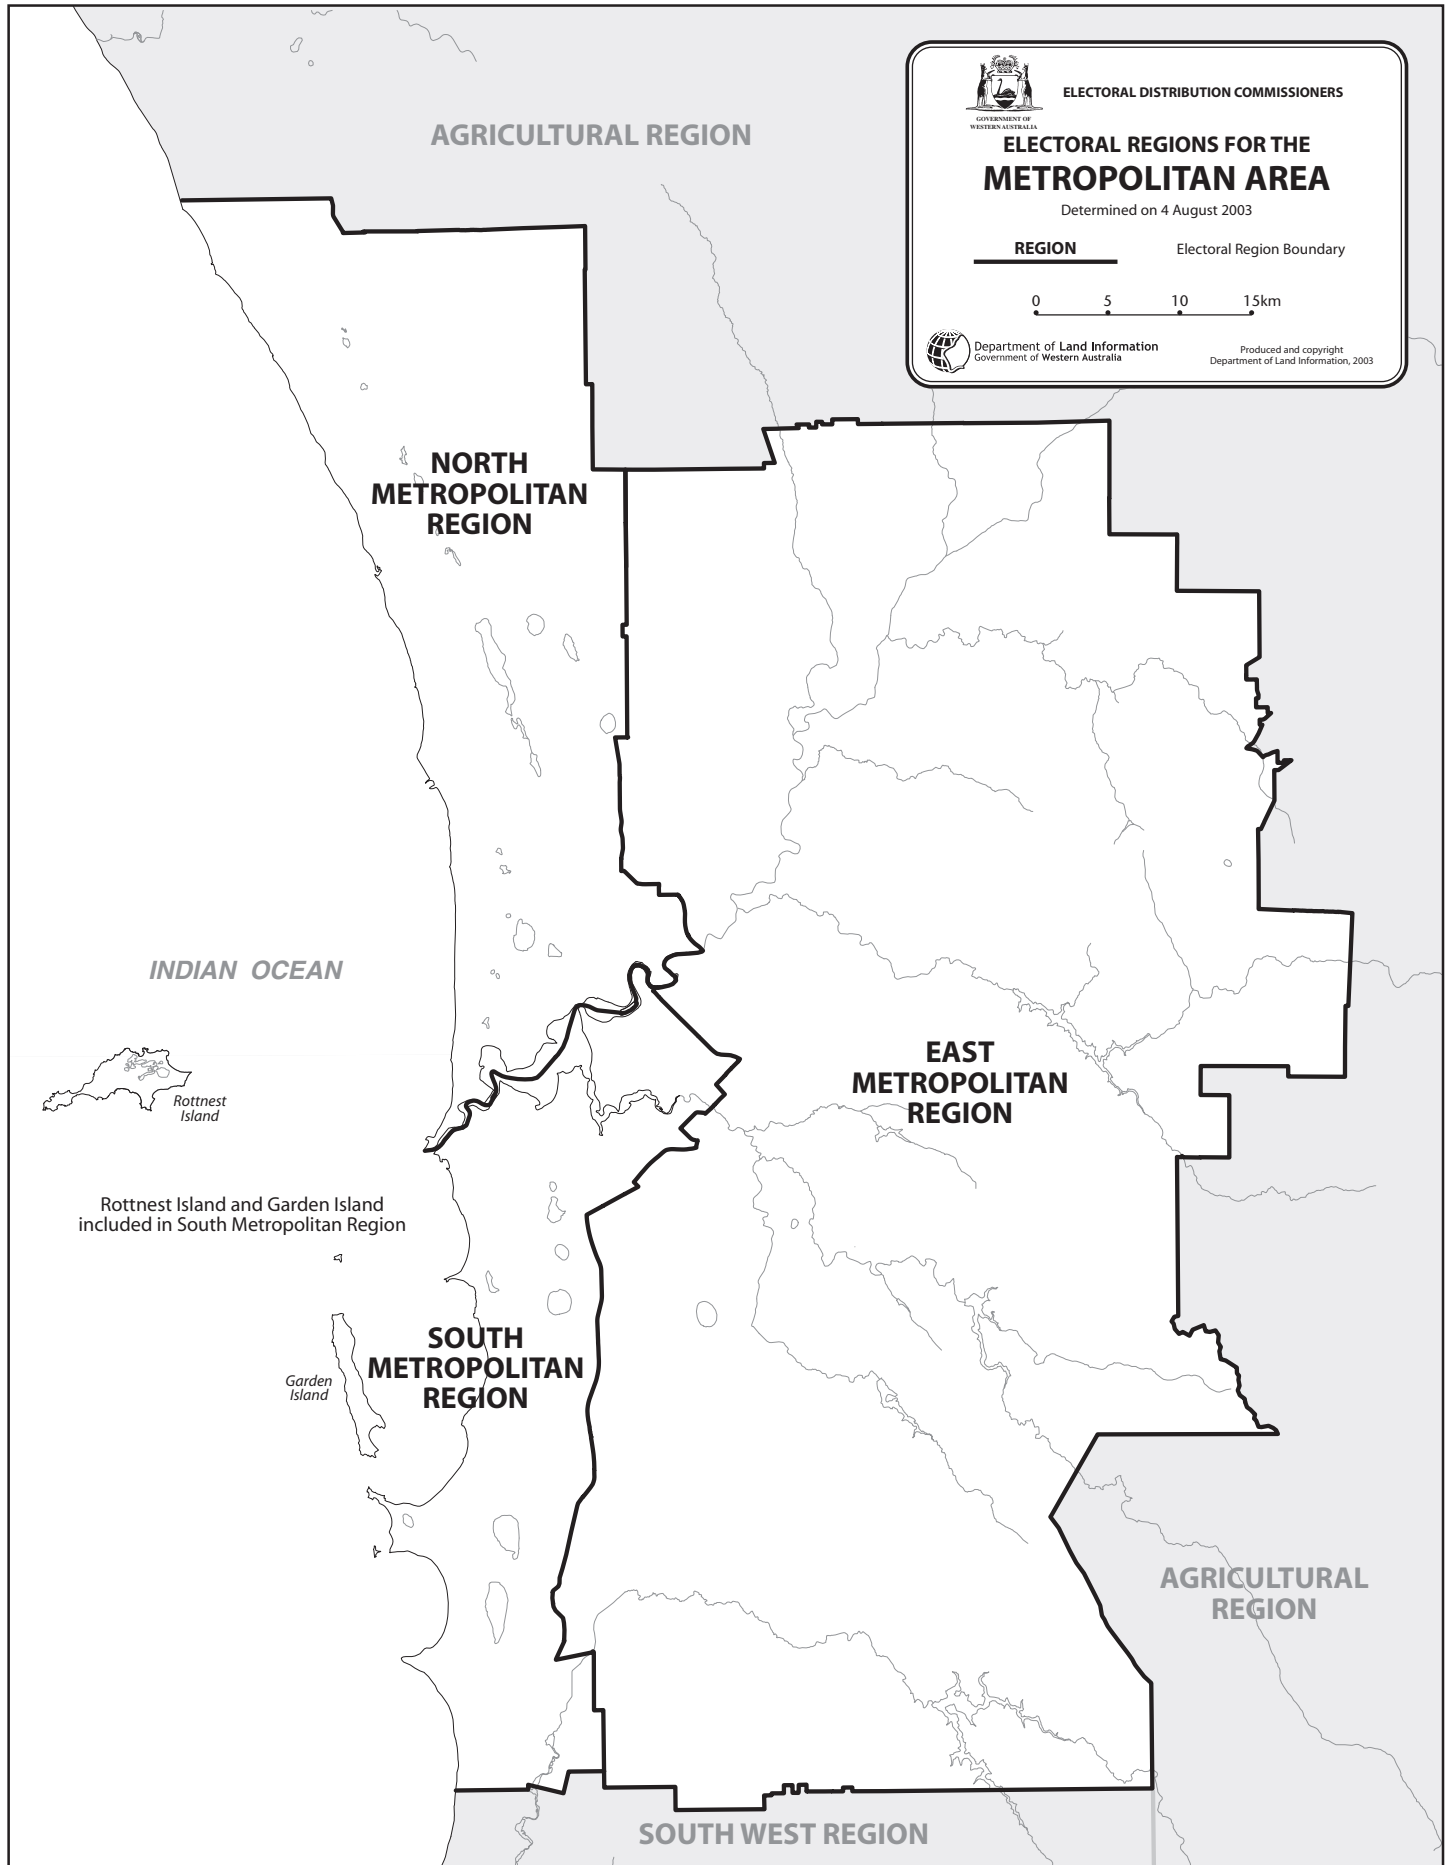 ELECTORAL DISTRIBUTION COMMISSIONERS
GOVERNMENT OF
WESTERN AUSTRALIA
ELECTORAL REGIONS FOR THE
METROPOLITAN AREA
Determined on 4 August 2003
REGION
Electoral Region Boundary
0 5 10 15km
Department of Land Information
Government of Western Australia
Produced and copyright
Department of Land Information, 2003
AGRICULTURAL REGION
NORTH
METROPOLITAN
REGION
INDIAN OCEAN
EAST
METROPOLITAN
REGION
Rottnest
Island
Rottnest Island and Garden Island
included in South Metropolitan Region
SOUTH
METROPOLITAN
REGION
Garden
Island
AGRICULTURAL
REGION
SOUTH WEST REGION